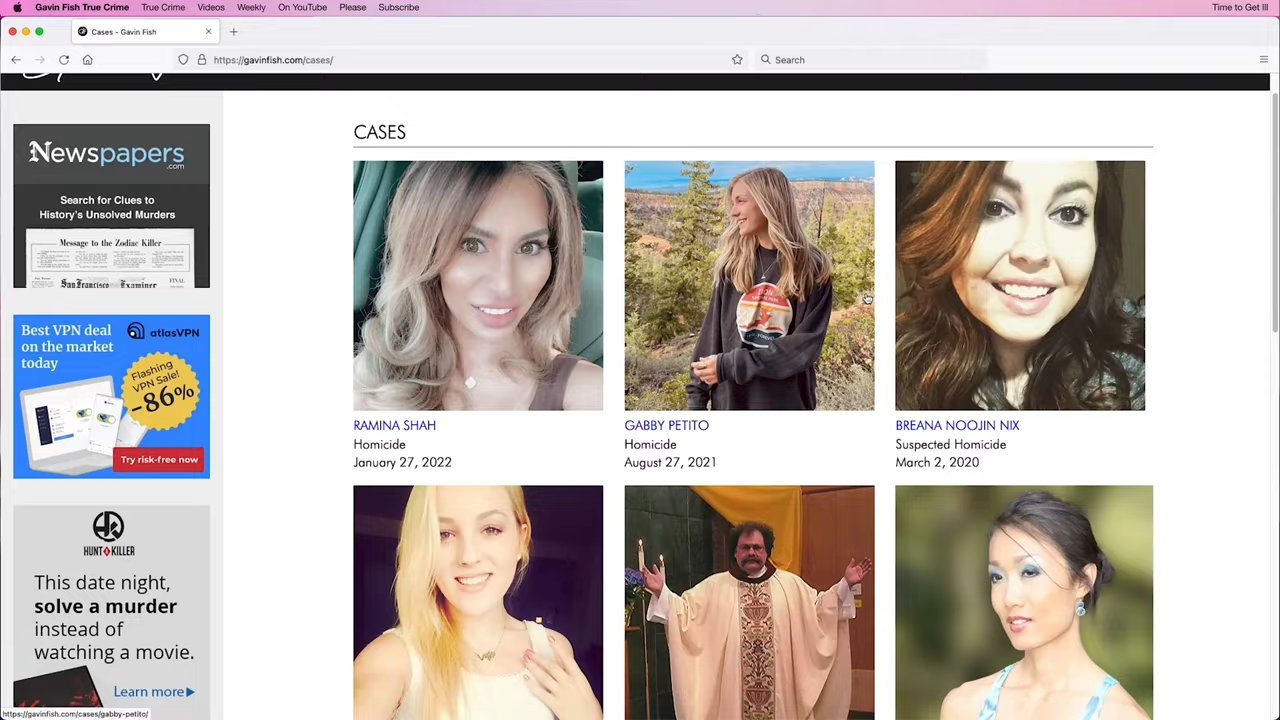 Gavin Fish True Crime True Crime Videos Weekly On YouTube Please Subscribe Time to Get Ill
Cases - Gavin Fish
https://gavinfish.com/cases/ Search
Newspapers
.com
Search for Clues to
History's Unsolved Murders
Message to the Zodiac Killer
San Francisco Examiner FINAL
Best VPN deal
on the market
today
atlasVPN
Flashing
VPN Sale!
-86%
Try risk-free now
HUNT A KILLER
This date night,
solve a murder
instead of
watching a movie.
Learn more
CASES
ZION
RAMINA SHAH
Homicide
January 27, 2022
GABBY PETITO
Homicide
August 27, 2021
BREANA NOOJIN NIX
Suspected Homicide
March 2, 2020
https://gavinfish.com/cases/gabby-petito/